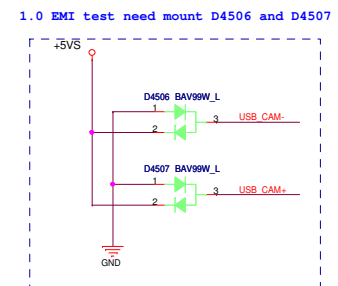 1.0 EMI test need mount D4506 and D4507
+5VS
D4506 BAV99W_L
1
3 USB_CAM-
2
D4507 BAV99W_L
1
3 USB_CAM+
2
GND